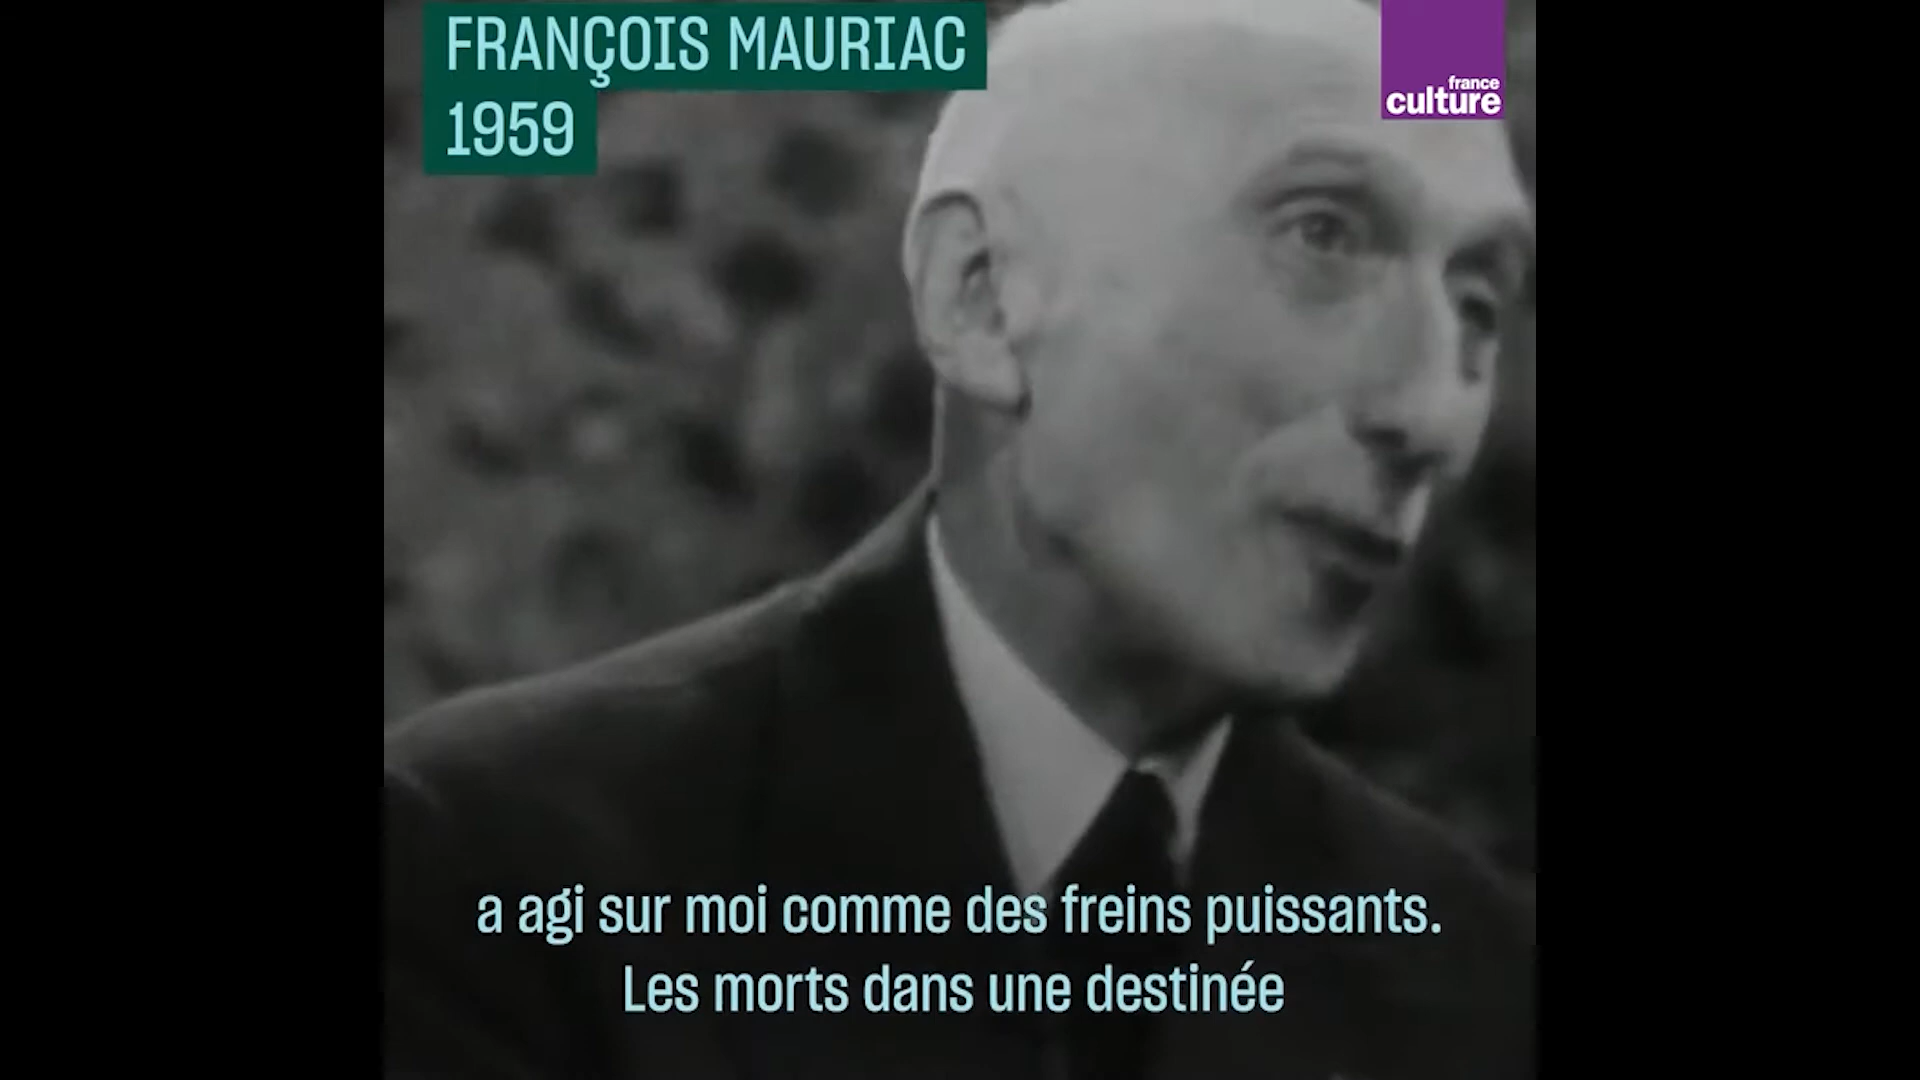 FRANÇOIS MAURIAC
1959
france
culture
a agi sur moi comme des freins puissants.
Les morts dans une destinée